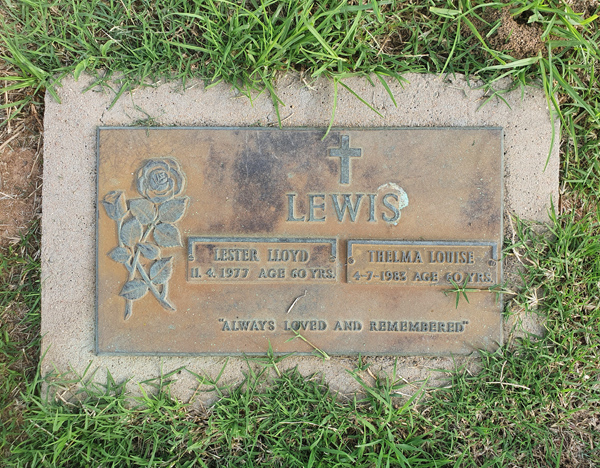 LEWIS
LESTER LLOYD
11. 4. 1977 AGE 60 YRS.
THELMA LOUISE
4-7-1983 AGE 60 YRS.
"ALWAYS LOVED AND REMEMBERED"